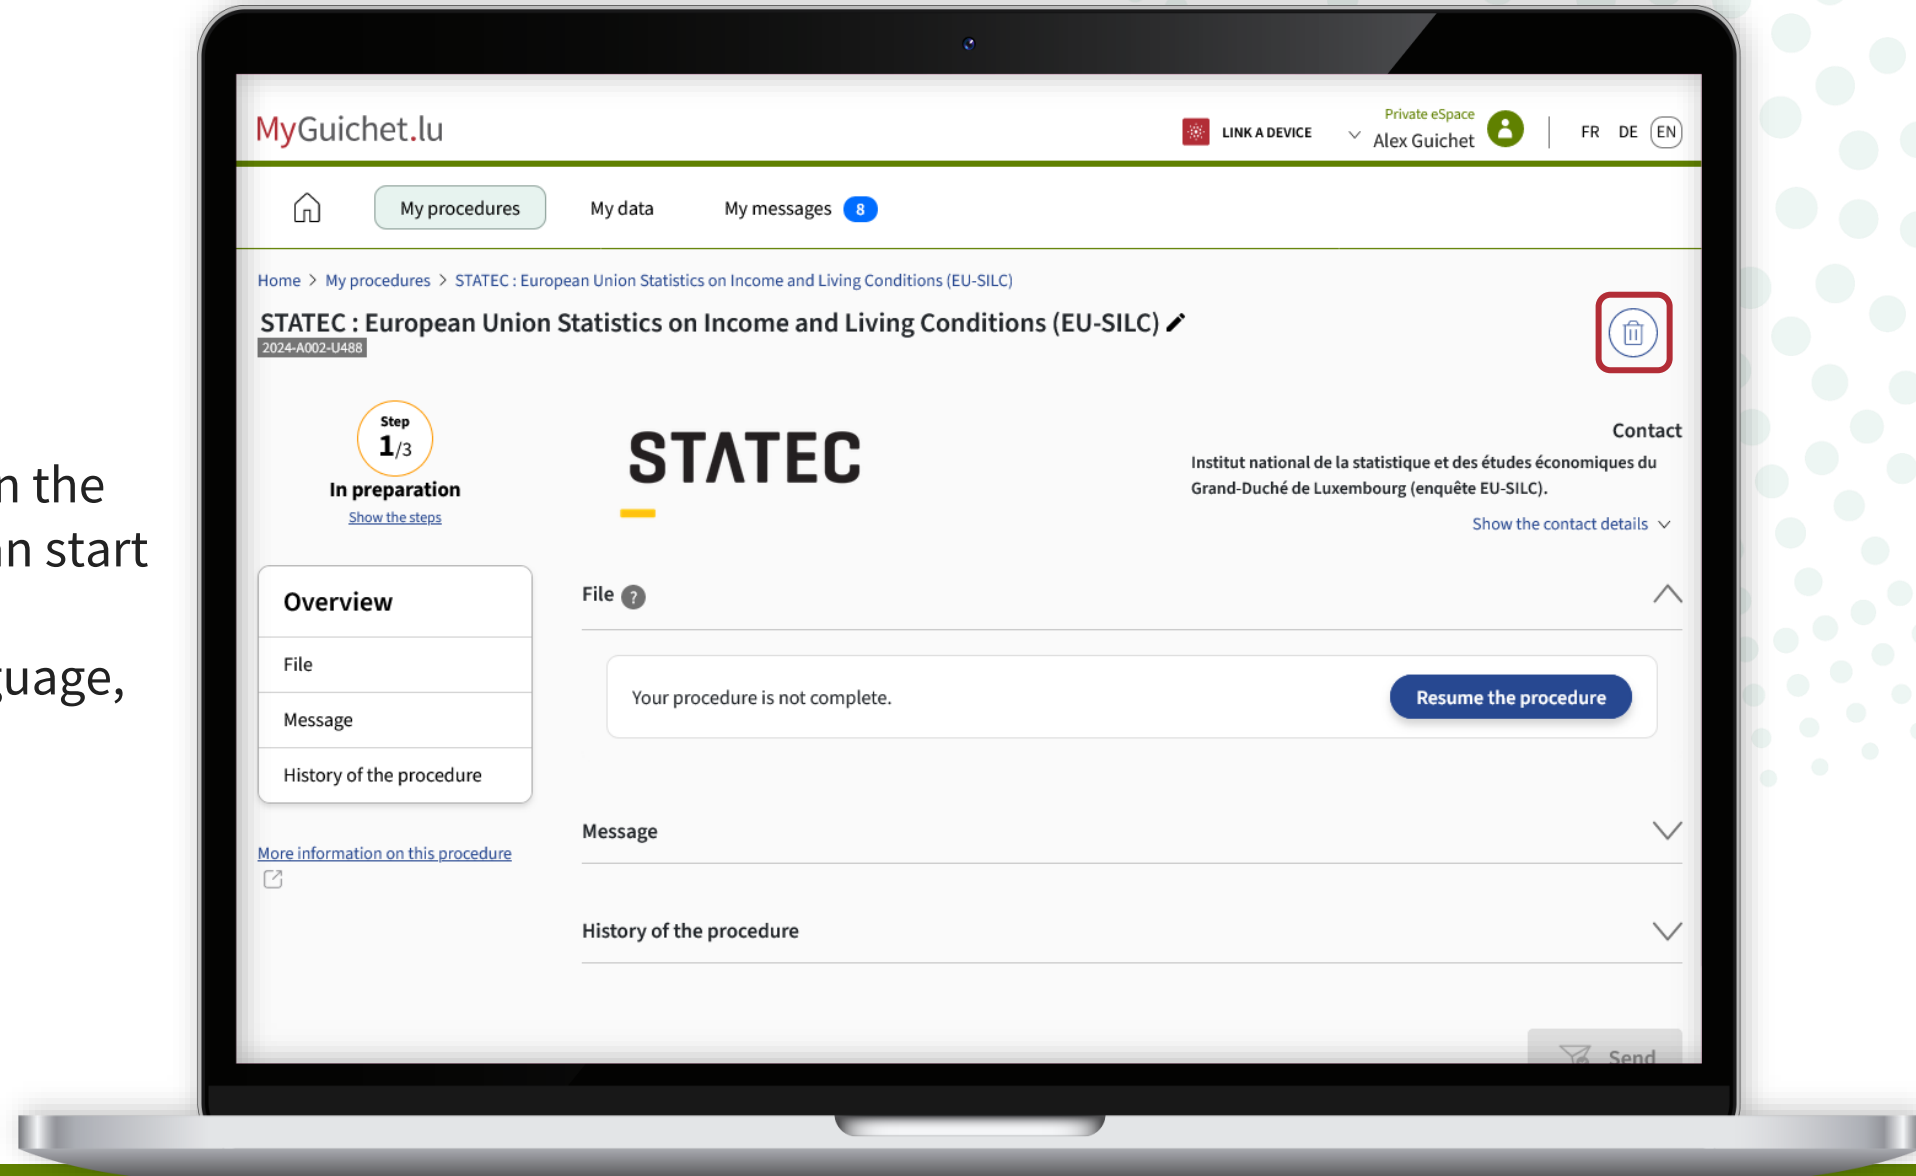 MyGuichet.lu
LINK A DEVICE
Private eSpace
Alex Guichet
FR DE EN
My procedures
My data
My messages 8
Home > My procedures > STATEC : European Union Statistics on Income and Living Conditions (EU-SILC)
STATEC : European Union Statistics on Income and Living Conditions (EU-SILC)
2024-A002-U488
Step
1/3
In preparation
Show the steps
STATEC
Contact
Institut national de la statistique et des études économiques du
Grand-Duché de Luxembourg (enquête EU-SILC).
Show the contact details
the
start
Overview
File
Message
History of the procedure
More information on this procedure
File ?
Your procedure is not complete.
Resume the procedure
Message
History of the procedure
Send